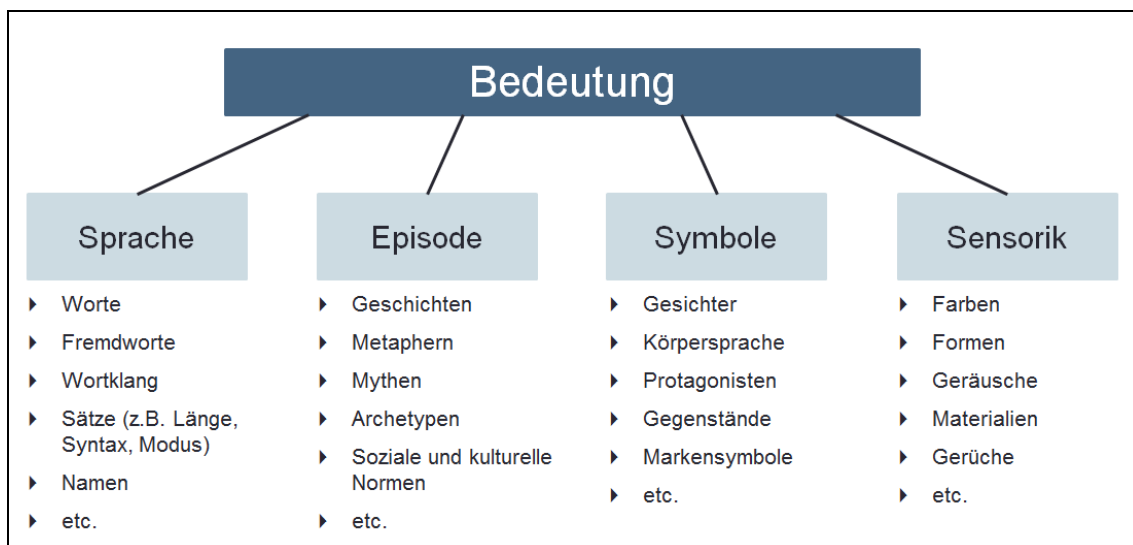 Bedeutung
Sprache
Worte
Fremdworte
Wortklang
Sätze (z.B. Länge,
Syntax, Modus)
Namen
etc.
Episode
Geschichten
Metaphern
Mythen
Archetypen
Soziale und kulturelle
Normen
etc.
Symbole
Gesichter
Körpersprache
Protagonisten
Gegenstände
Markensymbole
etc.
Sensorik
Farben
Formen
Geräusche
Materialien
Gerüche
etc.